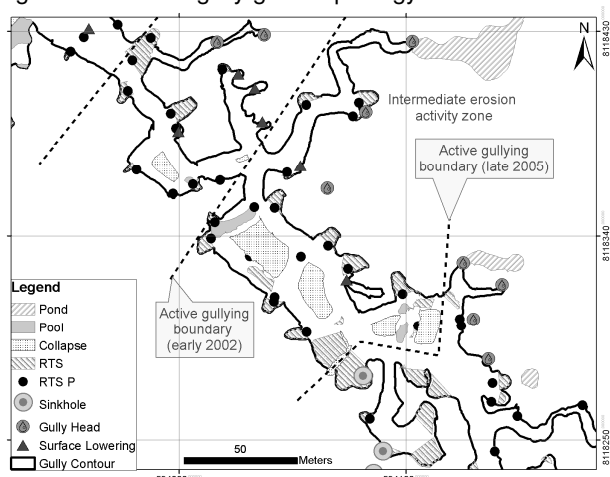 N
8118430
Intermediate erosion
activity zone
Active gullying
boundary (late 2005)
8118340
Active gullying
boundary
(early 2002)
Legend
Pond
Pool
Collapse
RTS
RTS P
Sinkhole
Gully Head
Surface Lowering
Gully Contour
50
Meters
8118250